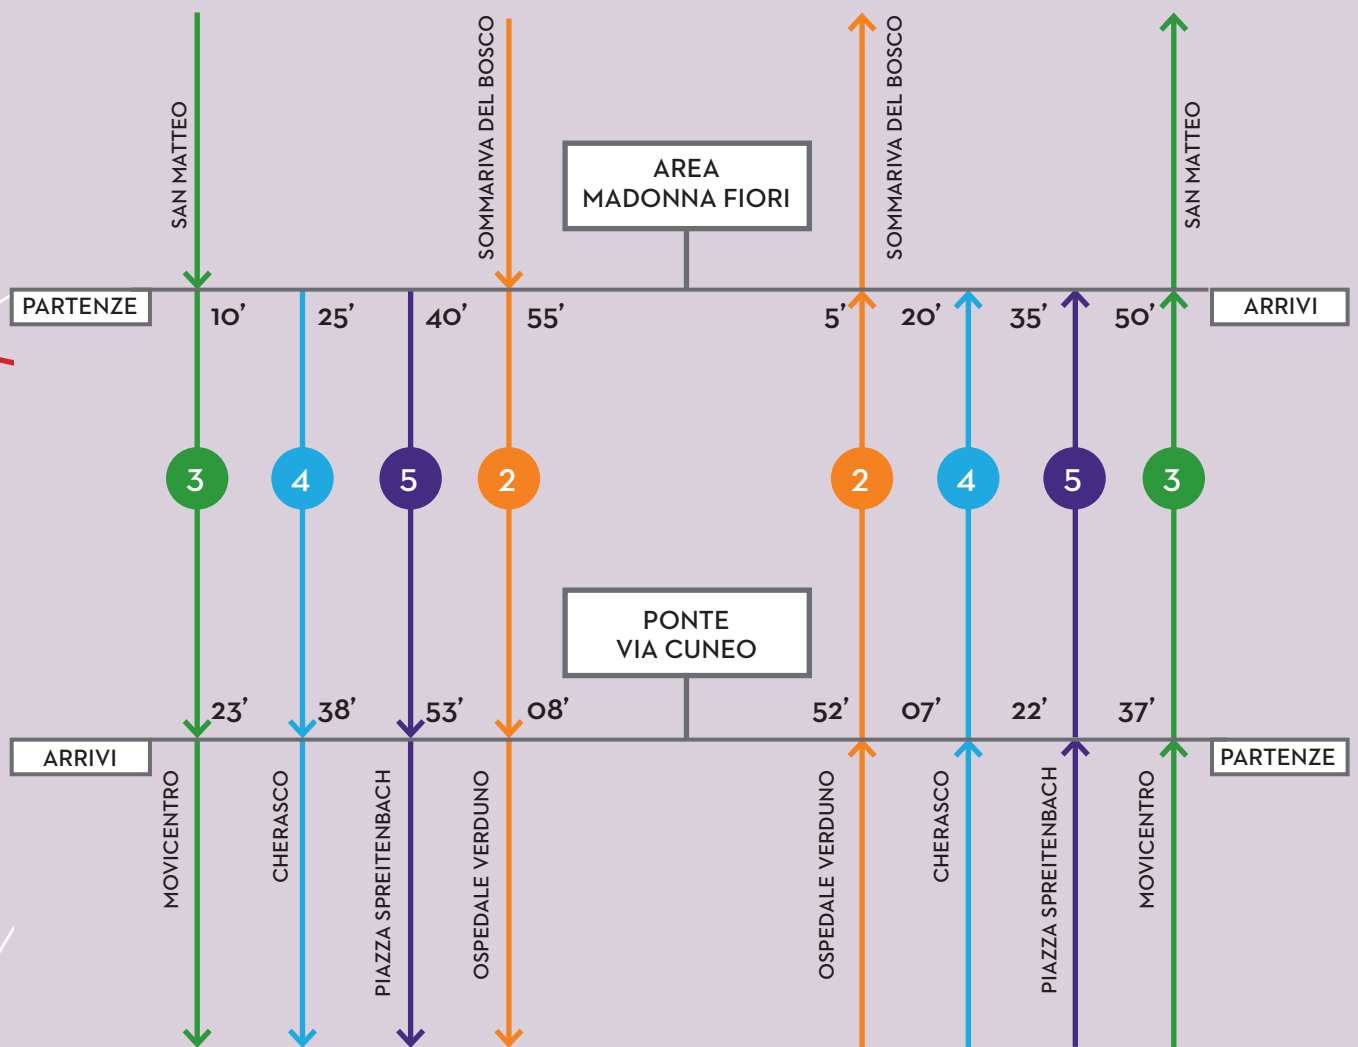 SAN MATTEO
SOMMARIVA DEL BOSCO
SOMMARIVA DEL BOSCO
SAN MATTEO
AREA
MADONNA FIORI
PARTENZE
10’ 25’ 40’ 55’
5’ 20’ 35’ 50’
ARRIVI
3 4 5 2
2 4 5 3
PONTE
VIA CUNEO
23’ 38’ 53’ 08’
52’ 07’ 22’ 37’
ARRIVI
PARTENZE
MOVICENTRO
CHERASCO
PIAZZA SPREITENBACH
OSPEDALE VERDUNO
OSPEDALE VERDUNO
CHERASCO
PIAZZA SPREITENBACH
MOVICENTRO